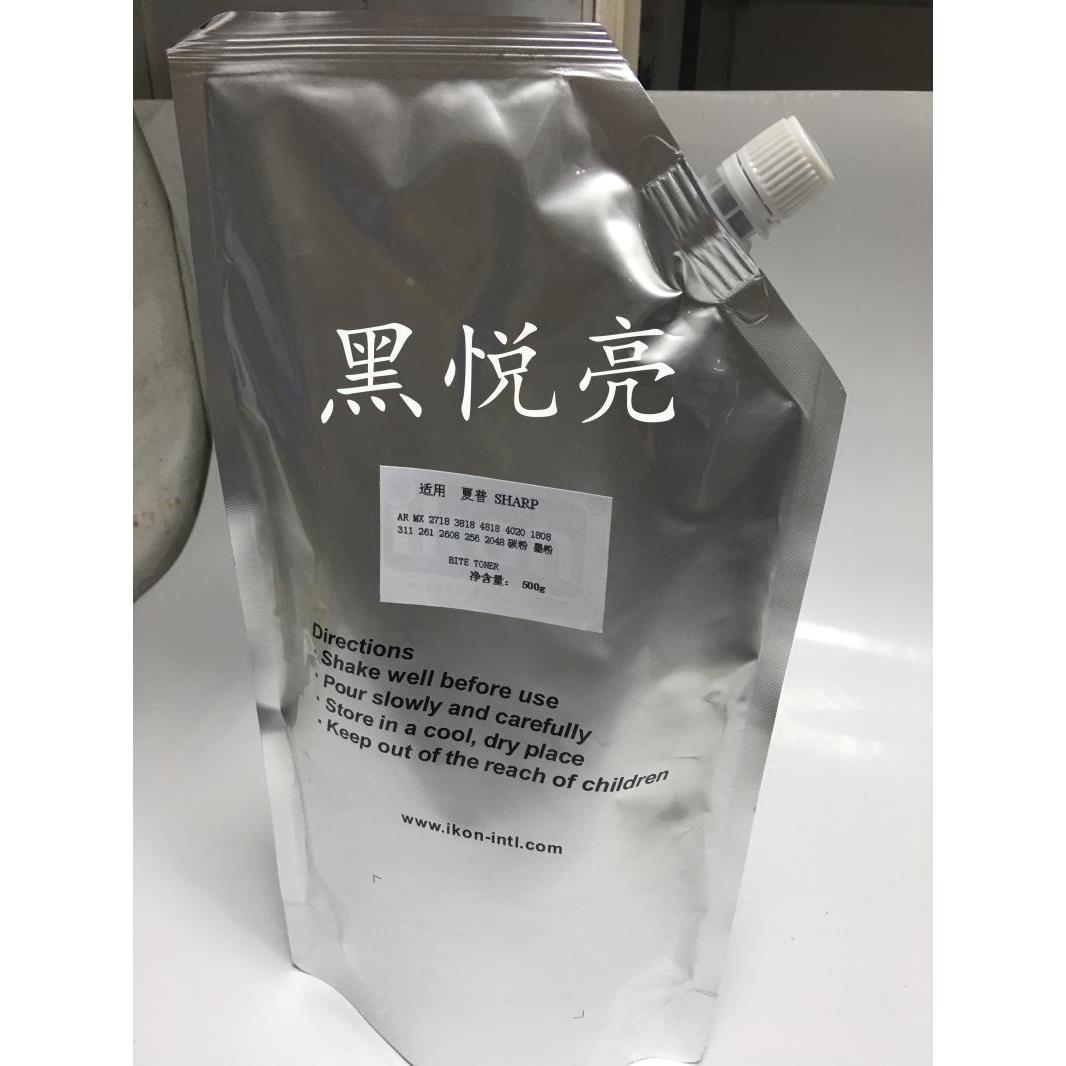 黑悦亮
适用 夏普 SHARP
AR MX 2718 3818 4818 4020 1808
311 261 2608 256 2048 碳粉 墨粉
BITE TONER
净含量： 500g
Directions
· Shake well before use
· Pour slowly and carefully
· Store in a cool, dry place
· Keep out of the reach of children
www.ikon-intl.com